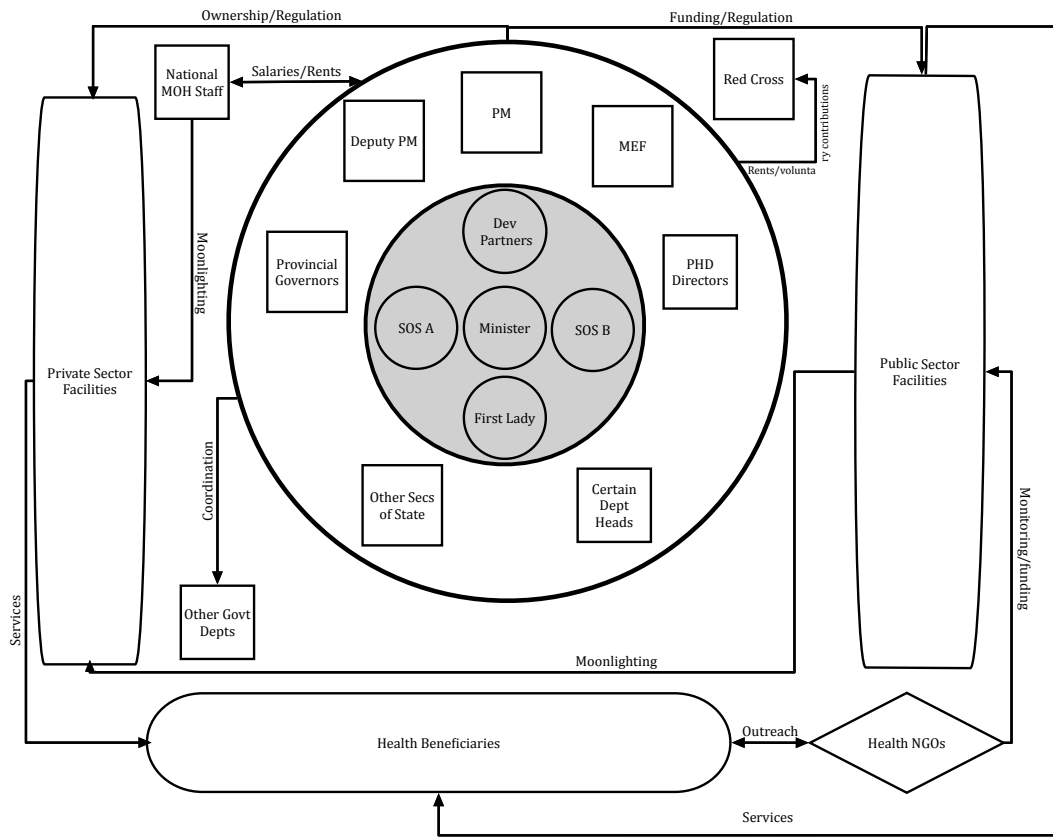 Ownership/Regulation
Funding/Regulation
National
MOH Staff
Salaries/Rents
Red Cross
Rents/volunta
ry contributions
PM
Deputy PM
MEF
Dev
Partners
Provincial
Governors
PHD
Directors
Moonlighting
SOS A
Minister
SOS B
Private Sector
Facilities
Public Sector
Facilities
First Lady
Coordination
Other Secs
of State
Certain
Dept
Heads
Monitoring/funding
Services
Other Govt
Depts
Moonlighting
Health Beneficiaries
Outreach
Health NGOs
Services